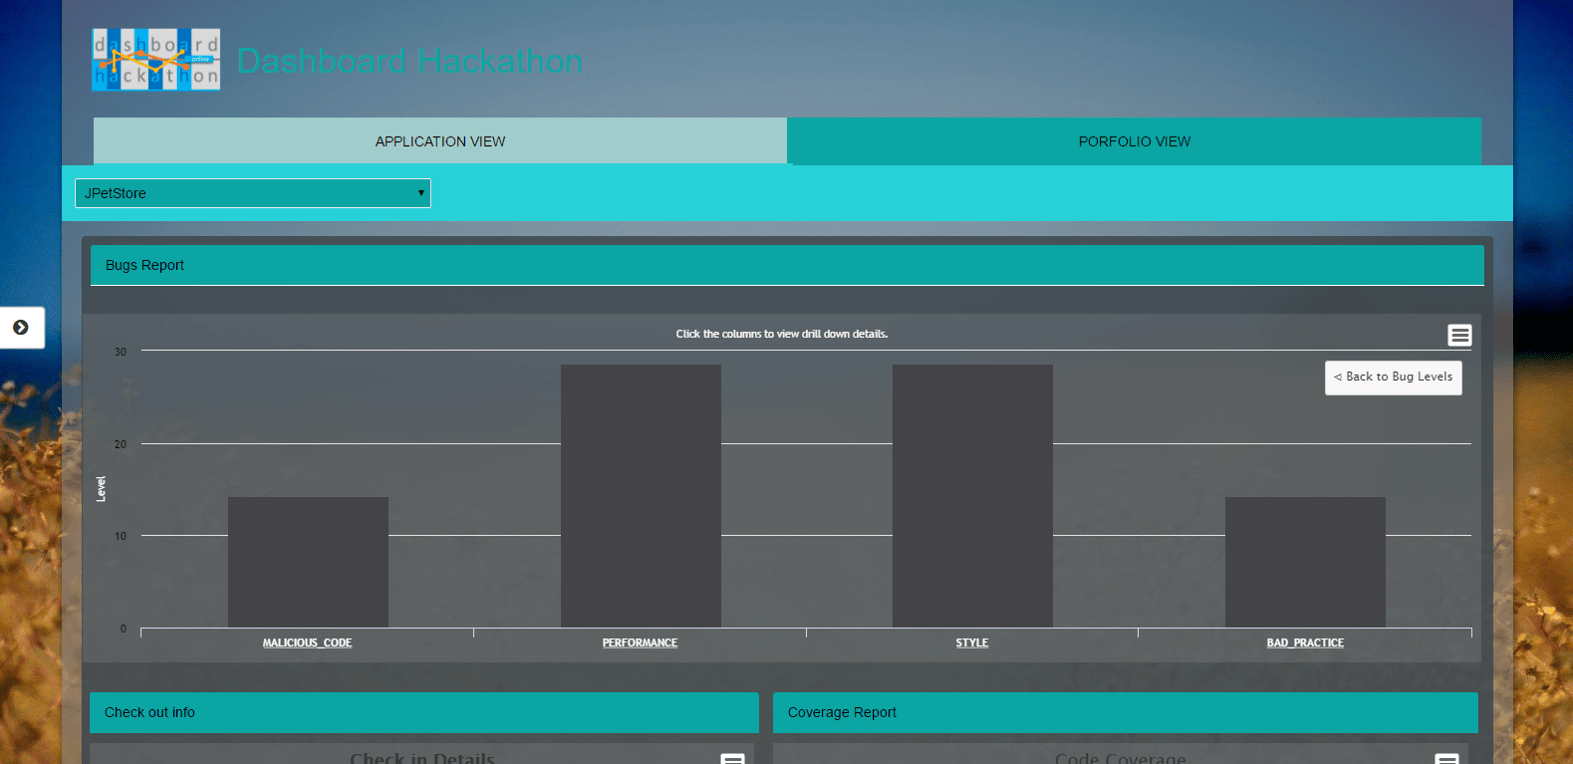 dashboard
online
hackathon
Dashboard Hackathon
APPLICATION VIEW
PORFOLIO VIEW
JPetStore
Bugs Report
Click the columns to view drill down details.
30
◁ Back to Bug Levels
20
Level
10
0
MALICIOUS_CODE
PERFORMANCE
STYLE
BAD_PRACTICE
Check out info
Coverage Report
Check in Details
Code Coverage